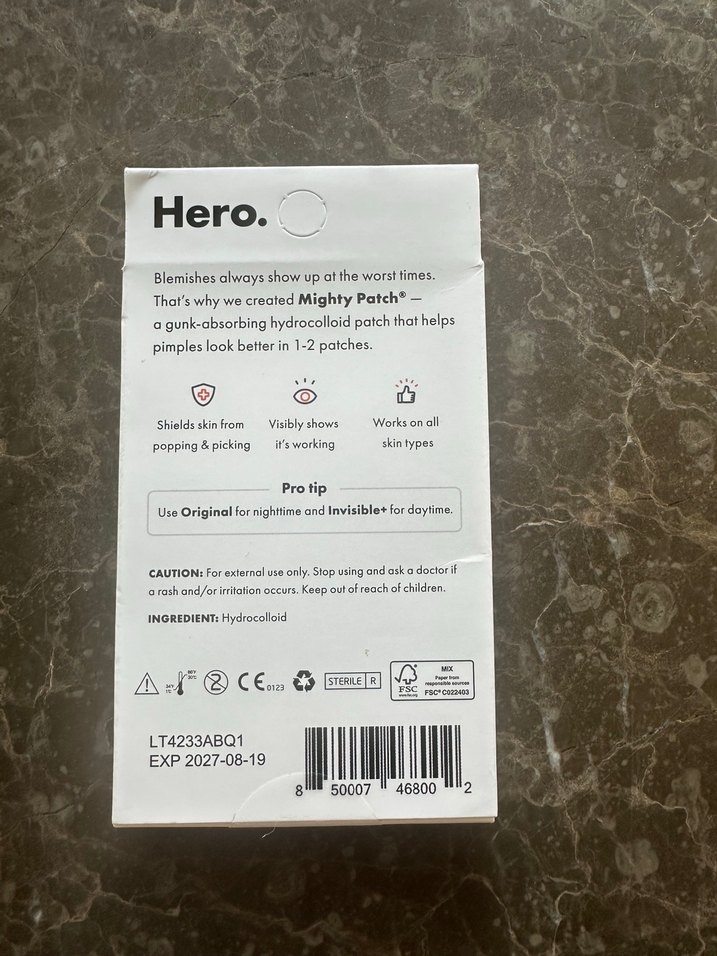 Hero.
Blemishes always show up at the worst times.
That's why we created Mighty Patch® —
a gunk-absorbing hydrocolloid patch that helps
pimples look better in 1-2 patches.
Shields skin from
popping & picking
Visibly shows
it's working
Works on all
skin types
Pro tip
Use Original for nighttime and Invisible+ for daytime.
CAUTION: For external use only. Stop using and ask a doctor if
a rash and/or irritation occurs. Keep out of reach of children.
INGREDIENT: Hydrocolloid
2
CE 0123
STERILE R
FSC
MIX
Paper from
responsible sources
FSC® C022403
LT4233ABQ1
EXP 2027-08-19
8 50007 46800 2